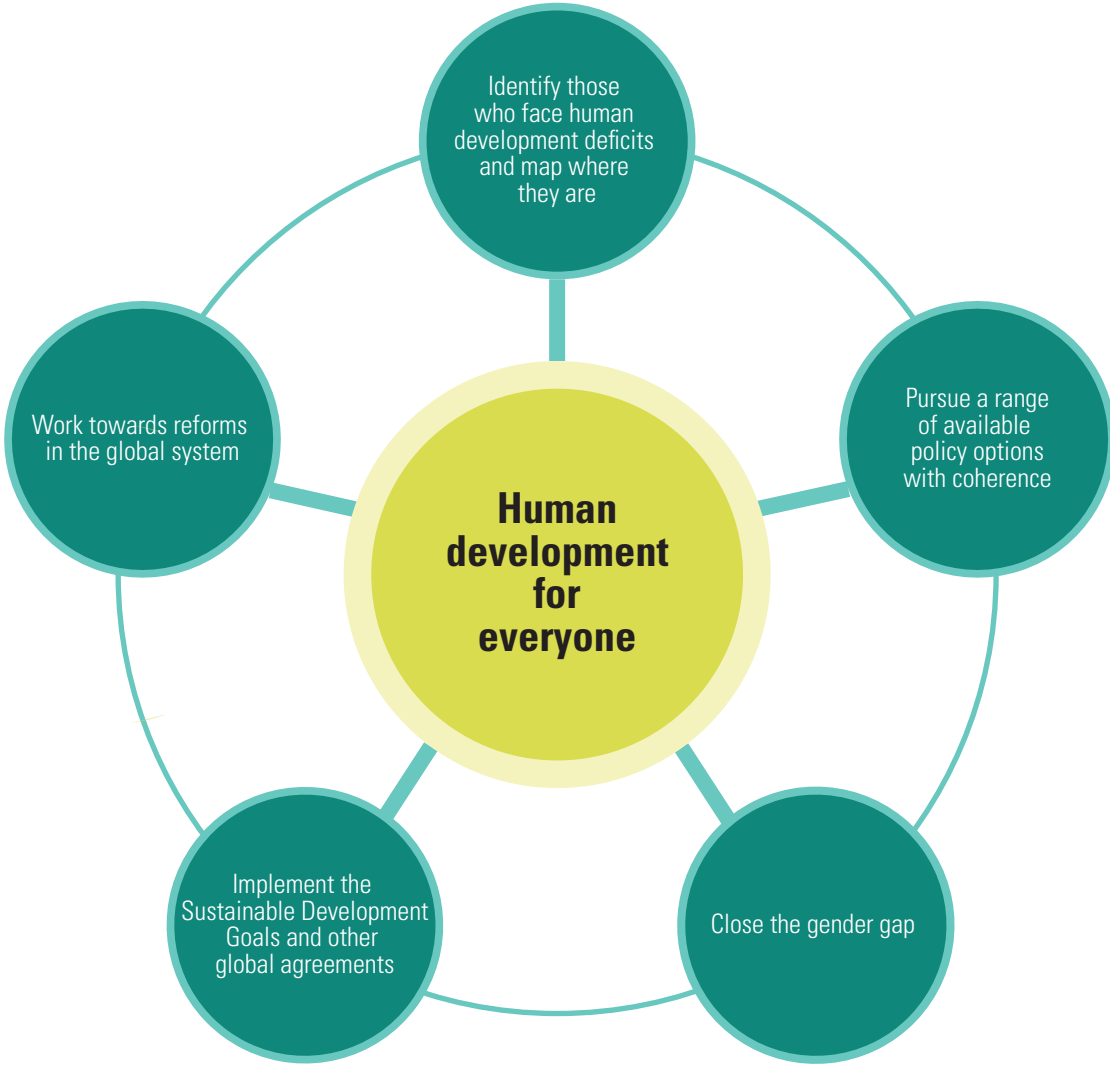 Identify those
who face human
development deficits
and map where
they are
Pursue a range
of available
policy options
with coherence
Close the gender gap
Implement the
Sustainable Development
Goals and other
global agreements
Work towards reforms
in the global system
Human
development
for
everyone